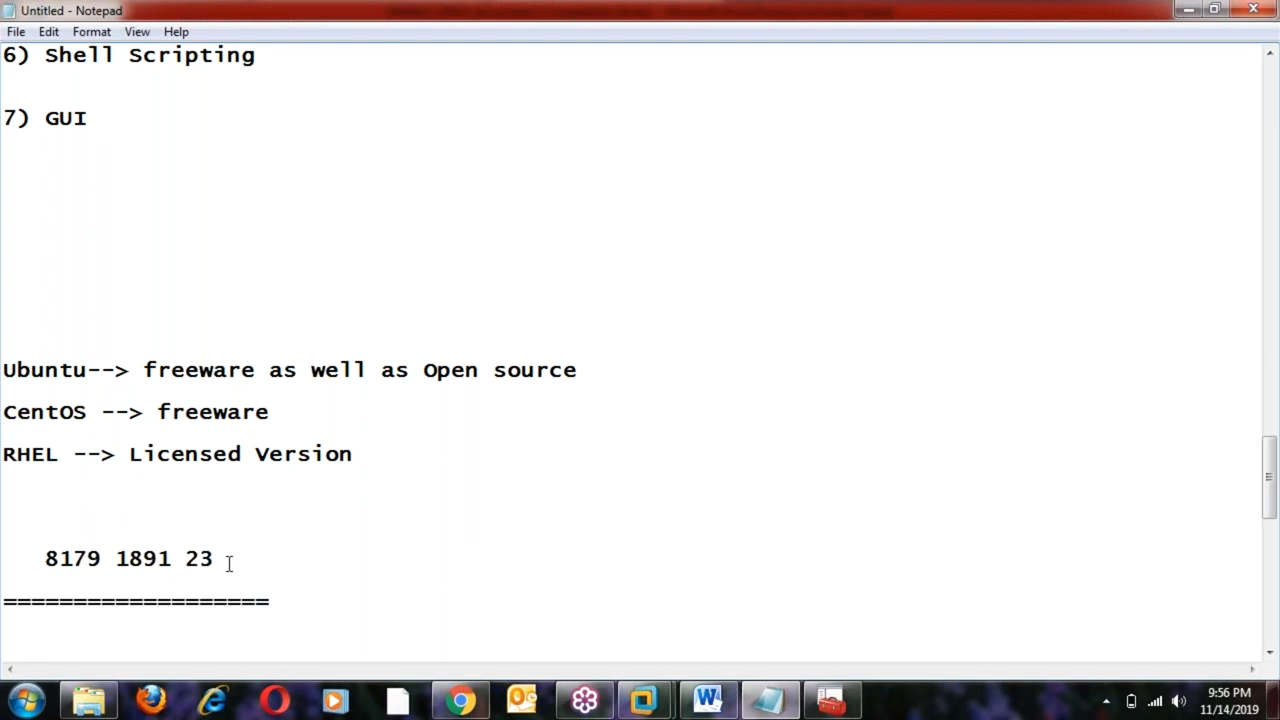 Untitled - Notepad
File Edit Format View Help
6) Shell Scripting
7) GUI
Ubuntu--> freeware as well as Open source
CentOS --> freeware
RHEL --> Licensed Version
8179 1891 23
===================
9:56 PM
11/14/2019